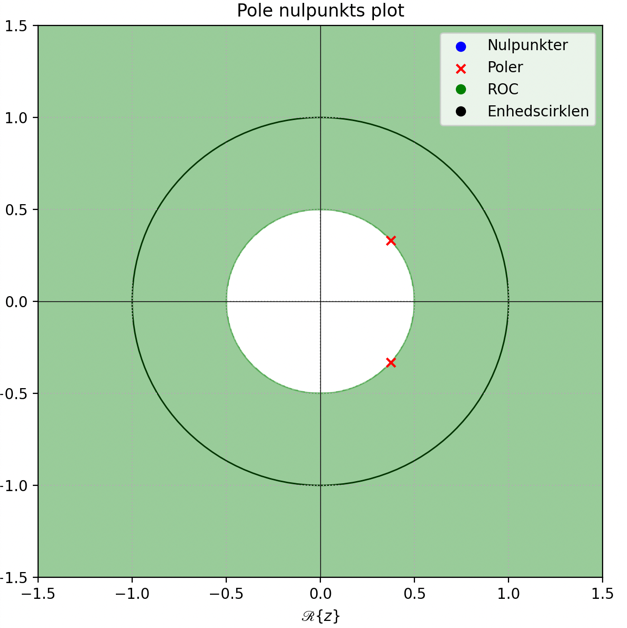 Pole nulpunkts plot
Nulpunkter
Poler
ROC
Enhedscirklen
1.5
1.0
0.5
0.0
-0.5
-1.0
-1.5
−1.5 −1.0 −0.5 0.0 0.5 1.0 1.5
ℛ{z}